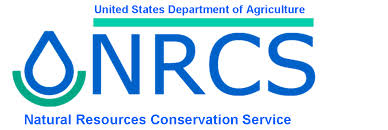 United States Department of Agriculture
NRCS
Natural Resources Conservation Service